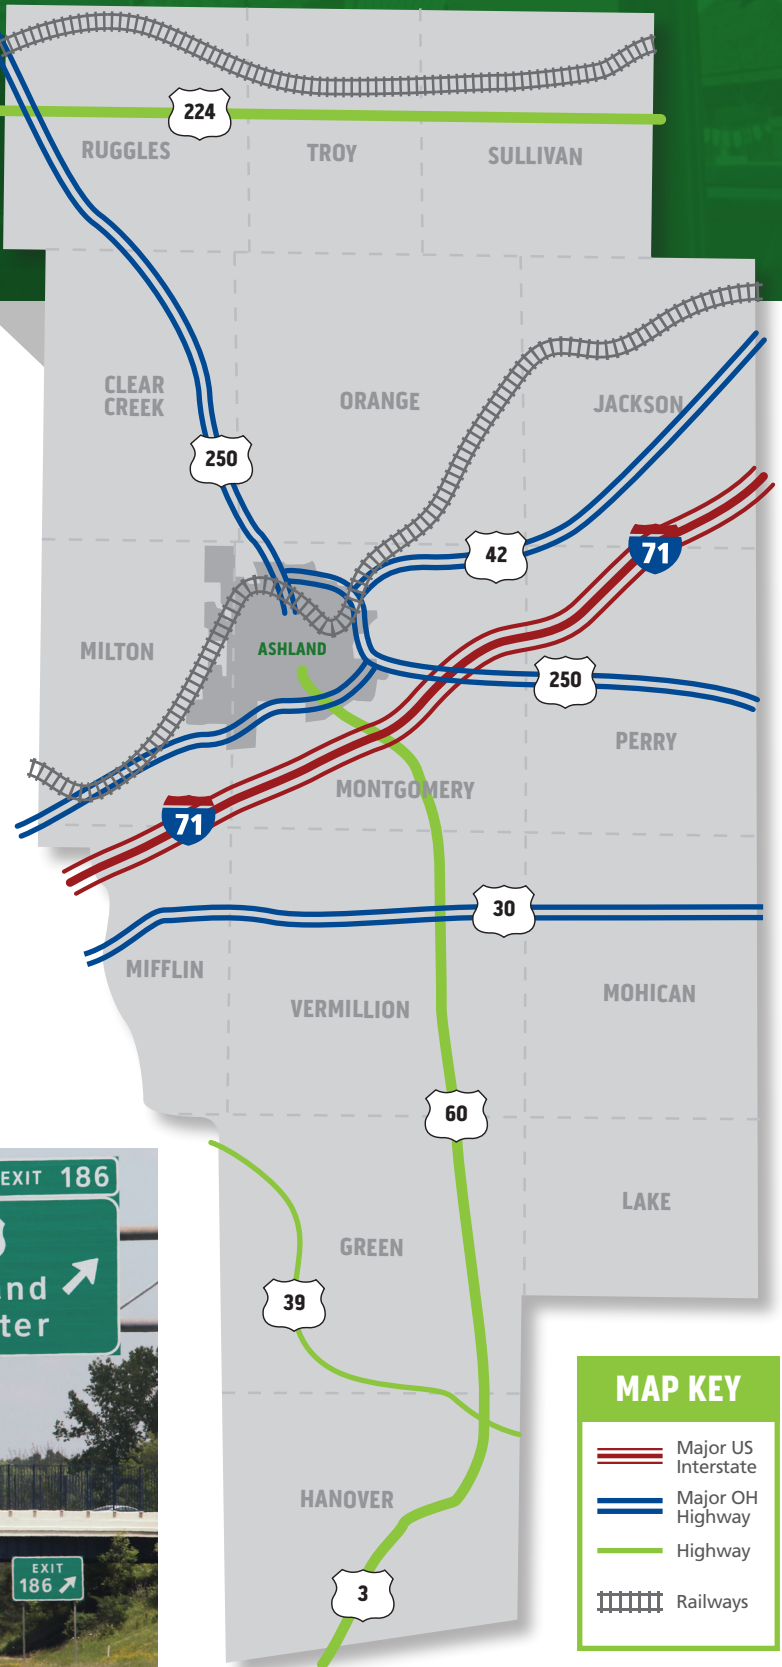 224
RUGGLES
TROY
SULLIVAN
CLEAR
CREEK
ORANGE
JACKSON
250
42
71
MILTON
ASHLAND
250
PERRY
MONTGOMERY
71
30
MIFFLIN
VERMILLION
MOHICAN
60
LAKE
GREEN
39
HANOVER
3
EXIT 186
EXIT
186
MAP KEY
Major US
Interstate
Major OH
Highway
Highway
Railways